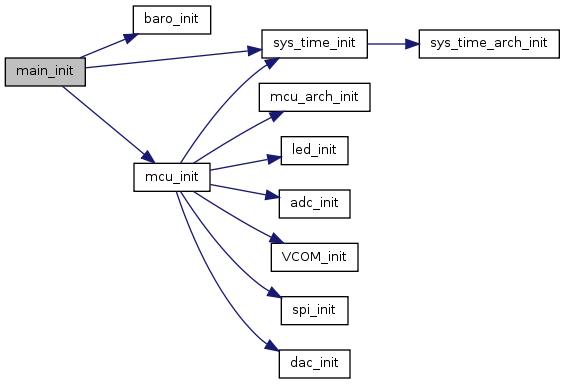 main_init
baro_init
sys_time_init
sys_time_arch_init
mcu_init
mcu_arch_init
led_init
adc_init
VCOM_init
spi_init
dac_init